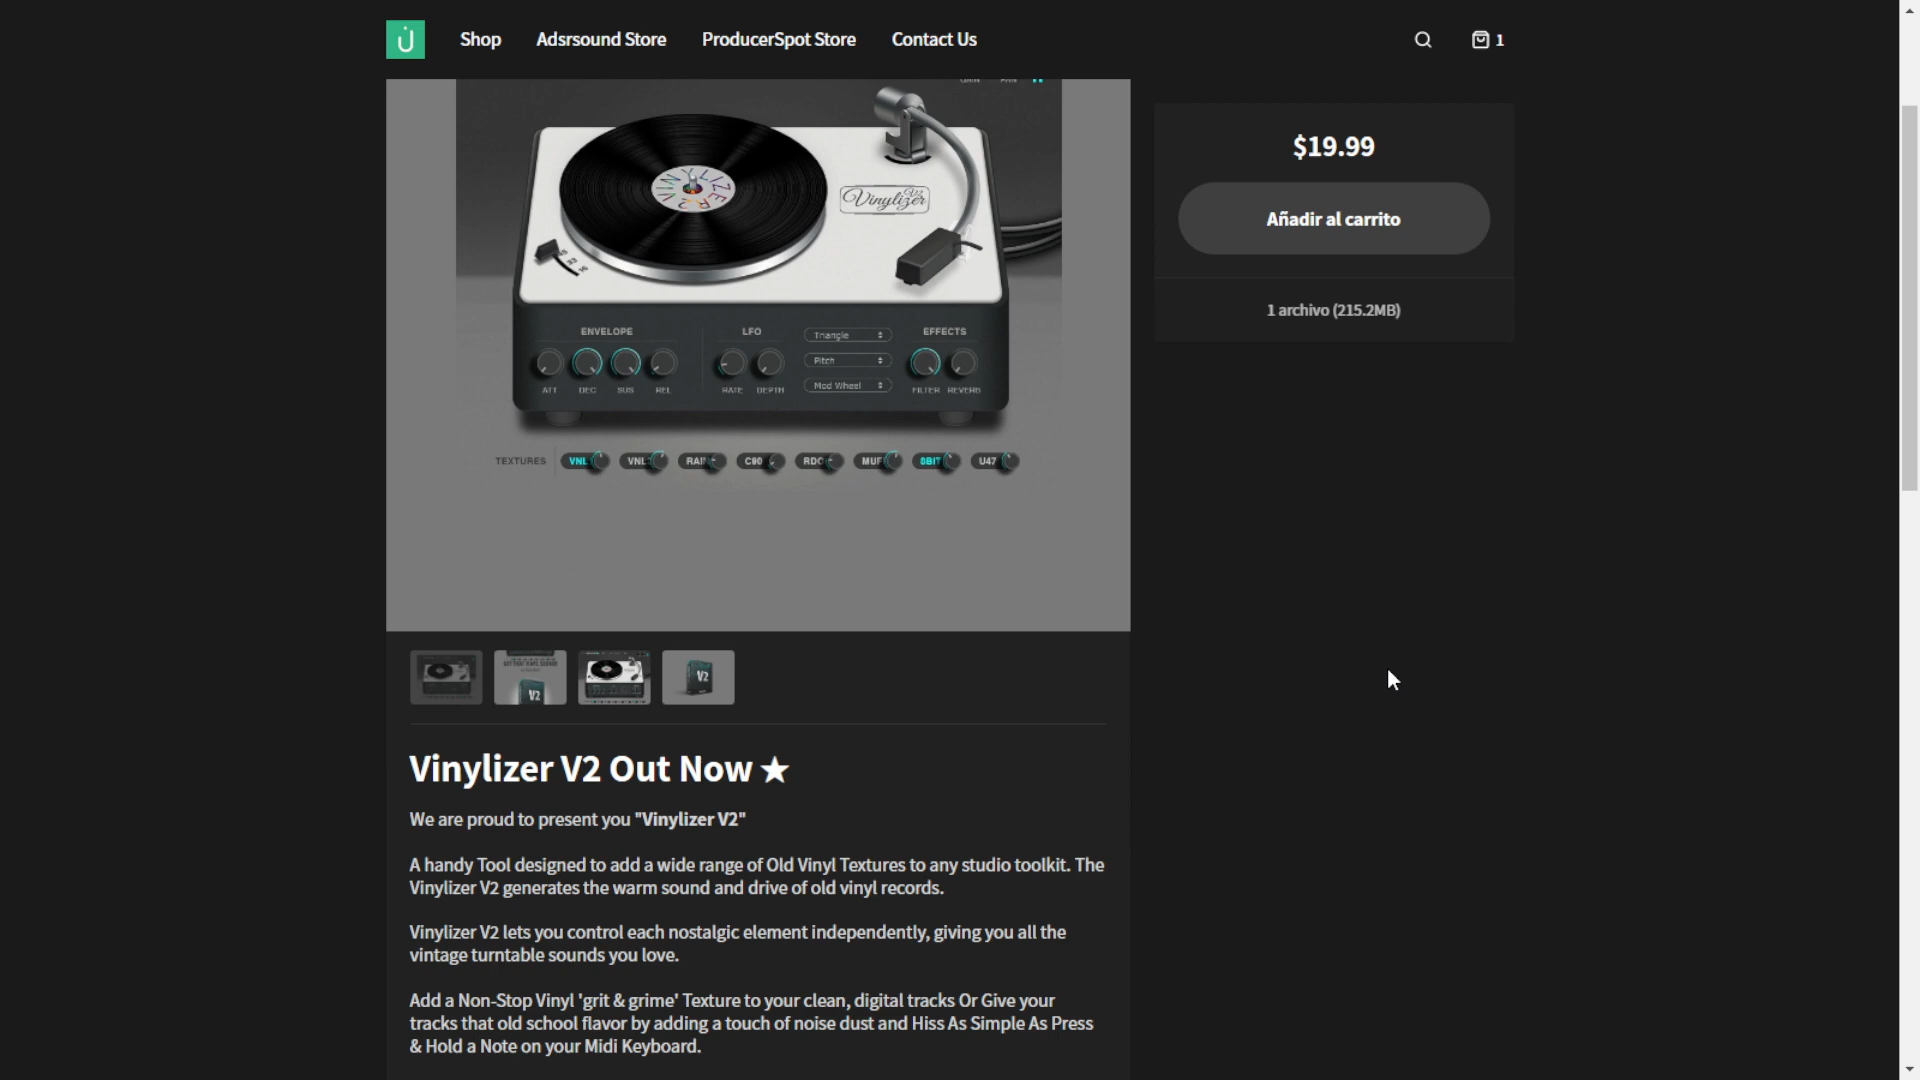 Shop Adsrsound Store ProducerSpot Store Contact Us 1
$19.99
Añadir al carrito
1 archivo (215.2MB)
VINYLIZER V2
Vinylizer V2
ENVELOPE LFO EFFECTS
Triangle
Pitch
Mod Wheel
ATT DEC SUS REL RATE DEPTH FILTER REVERB
TEXTURES VNL VNL RAI C90 RDO MUF 8BIT U47
V2 V2
Vinylizer V2 Out Now ★
We are proud to present you "Vinylizer V2"
A handy Tool designed to add a wide range of Old Vinyl Textures to any studio toolkit. The
Vinylizer V2 generates the warm sound and drive of old vinyl records.
Vinylizer V2 lets you control each nostalgic element independently, giving you all the
vintage turntable sounds you love.
Add a Non-Stop Vinyl 'grit & grime' Texture to your clean, digital tracks Or Give your
tracks that old school flavor by adding a touch of noise dust and Hiss As Simple As Press
& Hold a Note on your Midi Keyboard.